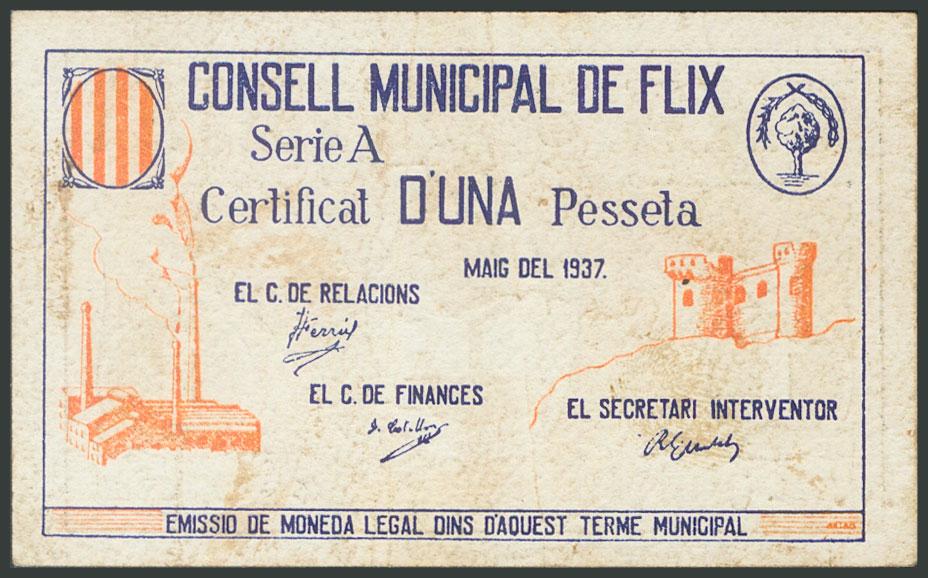 CONSELL MUNICIPAL DE FLIX
Serie A
Certificat D'UNA Pesseta
MAIG DEL 1937.
EL C. DE RELACIONS
EL C. DE FINANCES
EL SECRETARI INTERVENTOR
EMISSIO DE MONEDA LEGAL DINS D'AQUEST TERME MUNICIPAL